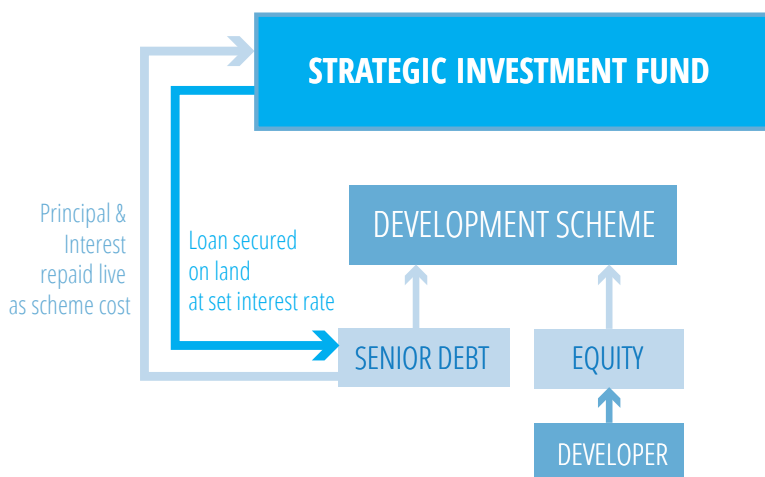 STRATEGIC INVESTMENT FUND
DEVELOPMENT SCHEME
Principal &
Interest
repaid live
as scheme cost
Loan secured
on land
at set interest rate
SENIOR DEBT
EQUITY
DEVELOPER